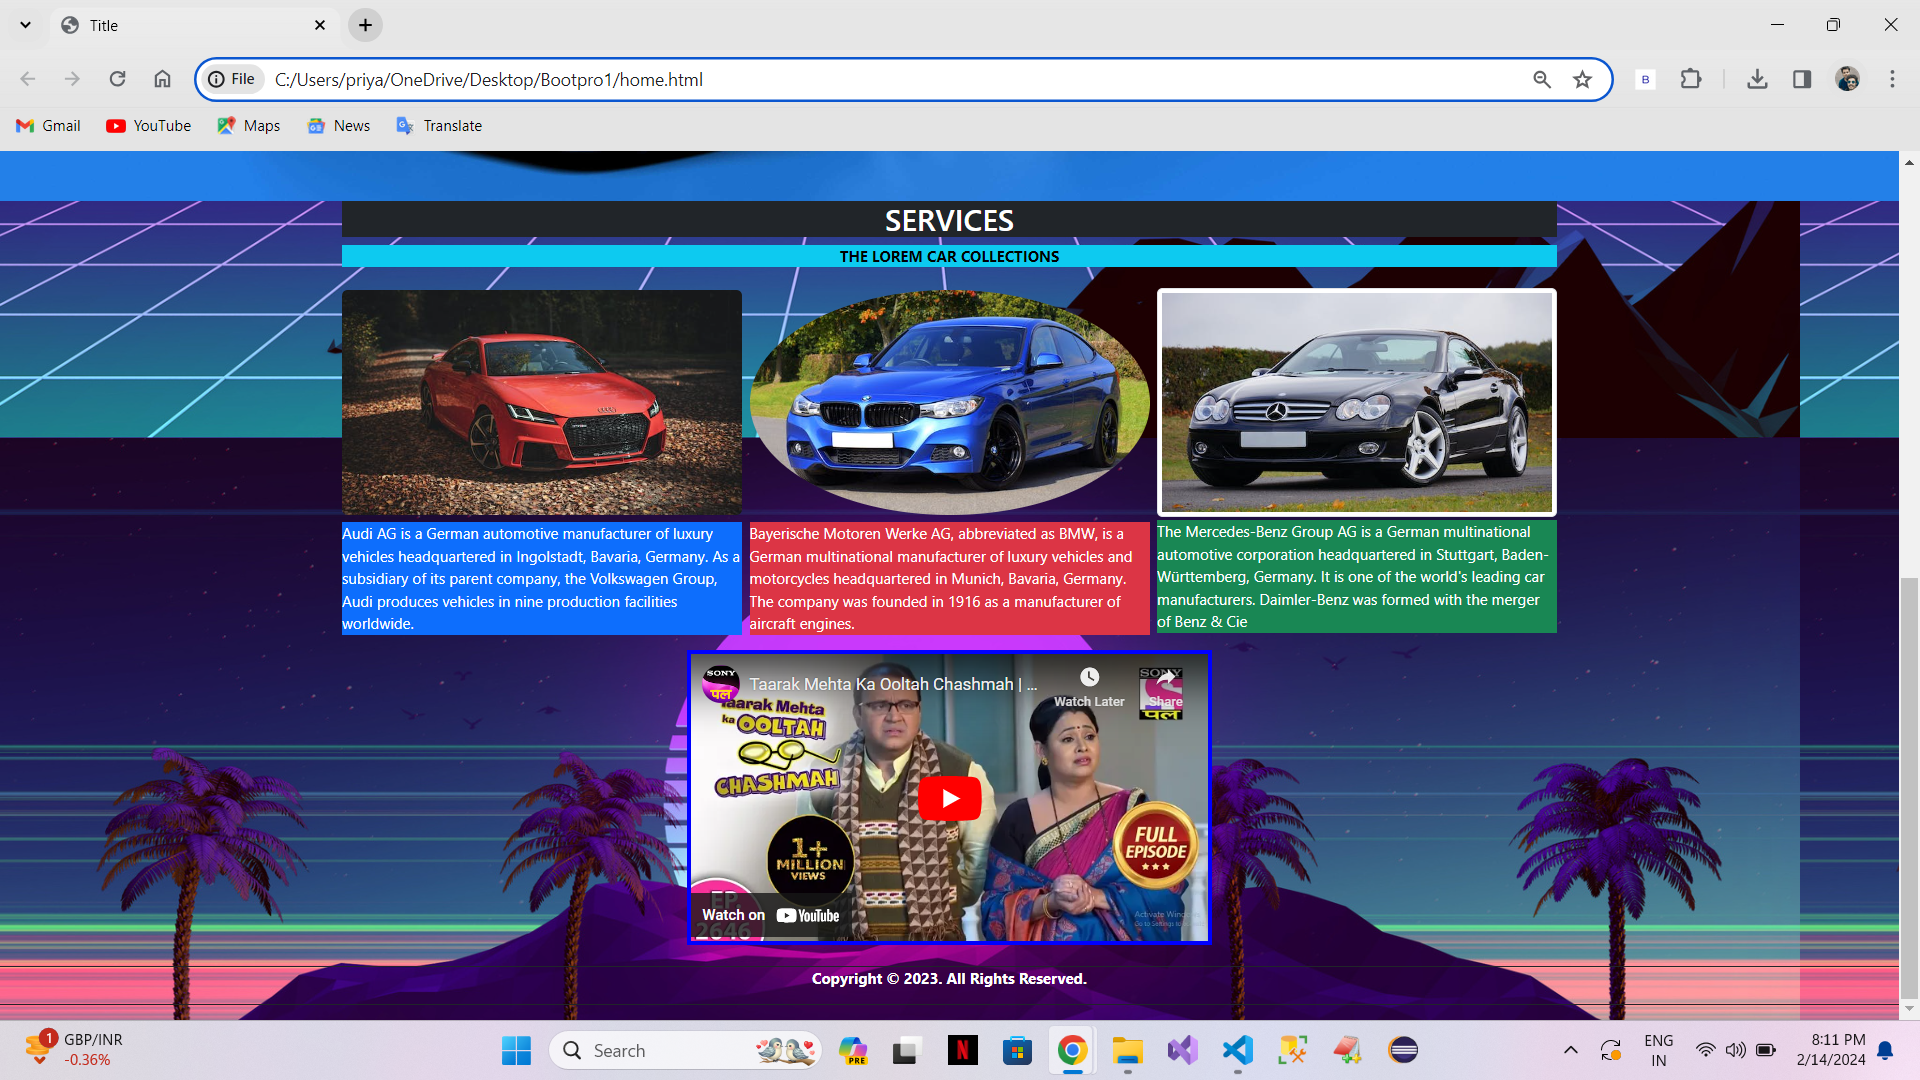 Title
File
C:/Users/priya/OneDrive/Desktop/Bootpro1/home.html
B
Gmail
YouTube
Maps
News
Translate
SERVICES
THE LOREM CAR COLLECTIONS
Audi AG is a German automotive manufacturer of luxury
vehicles headquartered in Ingolstadt, Bavaria, Germany. As a
subsidiary of its parent company, the Volkswagen Group,
Audi produces vehicles in nine production facilities
worldwide.
Bayerische Motoren Werke AG, abbreviated as BMW, is a
German multinational manufacturer of luxury vehicles and
motorcycles headquartered in Munich, Bavaria, Germany.
The company was founded in 1916 as a manufacturer of
aircraft engines.
The Mercedes-Benz Group AG is a German multinational
automotive corporation headquartered in Stuttgart, Baden-
Württemberg, Germany. It is one of the world's leading car
manufacturers. Daimler-Benz was formed with the merger
of Benz & Cie
SONY
पल
Taarak Mehta Ka Ooltah Chashmah | ...
Watch Later
Share
SONY
पल
Taarak Mehta
ka OOLTAH
CHASHMAH
1+
MILLION
VIEWS
FULL
EPISODE
EP.
2646
Watch on YouTube
Copyright © 2023. All Rights Reserved.
1
GBP/INR
-0.36%
Search
PRE
N
ENG
IN
8:11 PM
2/14/2024